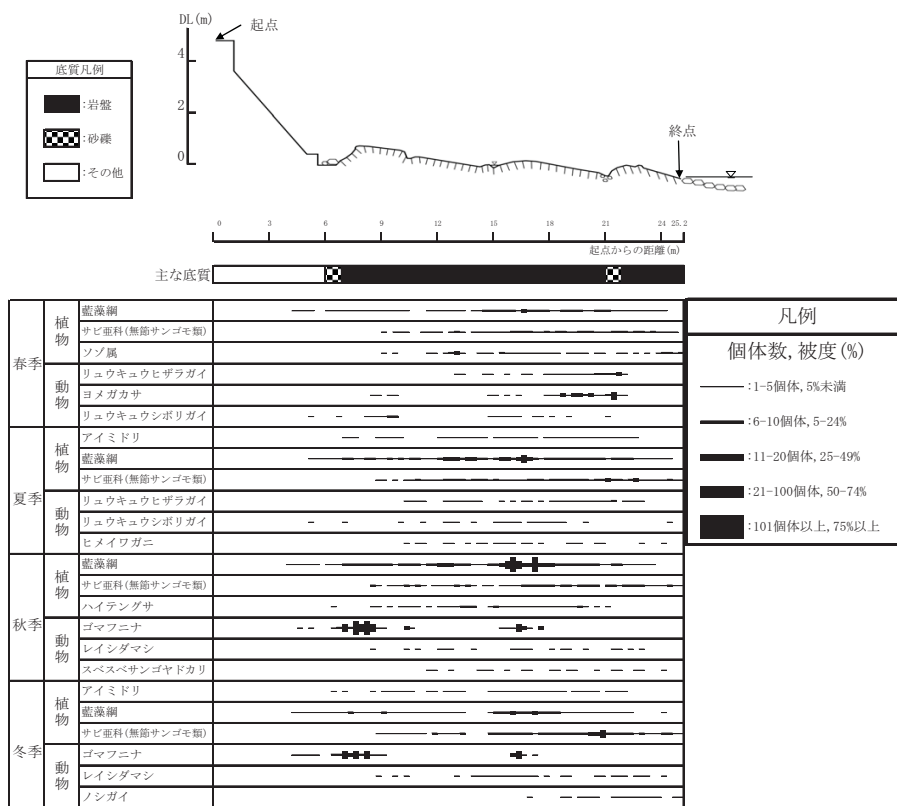 DL(m)
起点
4
2
0
終点
底質凡例
:岩盤
:砂礫
:その他
0 3 6 9 12 15 18 21 24 25.2
起点からの距離(m)
主な底質
春季
植物
藍藻綱
サビ亜科(無節サンゴモ類)
ソゾ属
動物
リュウキュウヒザラガイ
ヨメガカサ
リュウキュウシボリガイ
夏季
植物
アイミドリ
藍藻綱
サビ亜科(無節サンゴモ類)
動物
リュウキュウヒザラガイ
リュウキュウシボリガイ
ヒメイワガニ
秋季
植物
藍藻綱
サビ亜科(無節サンゴモ類)
ハイテングサ
動物
ゴマフニナ
レイシダマシ
スベスベサンゴヤドカリ
冬季
植物
アイミドリ
藍藻綱
サビ亜科(無節サンゴモ類)
動物
ゴマフニナ
レイシダマシ
ノシガイ
凡例
個体数,被度(%)
:1-5個体,5%未満
:6-10個体,5-24%
:11-20個体,25-49%
:21-100個体,50-74%
:101個体以上,75%以上